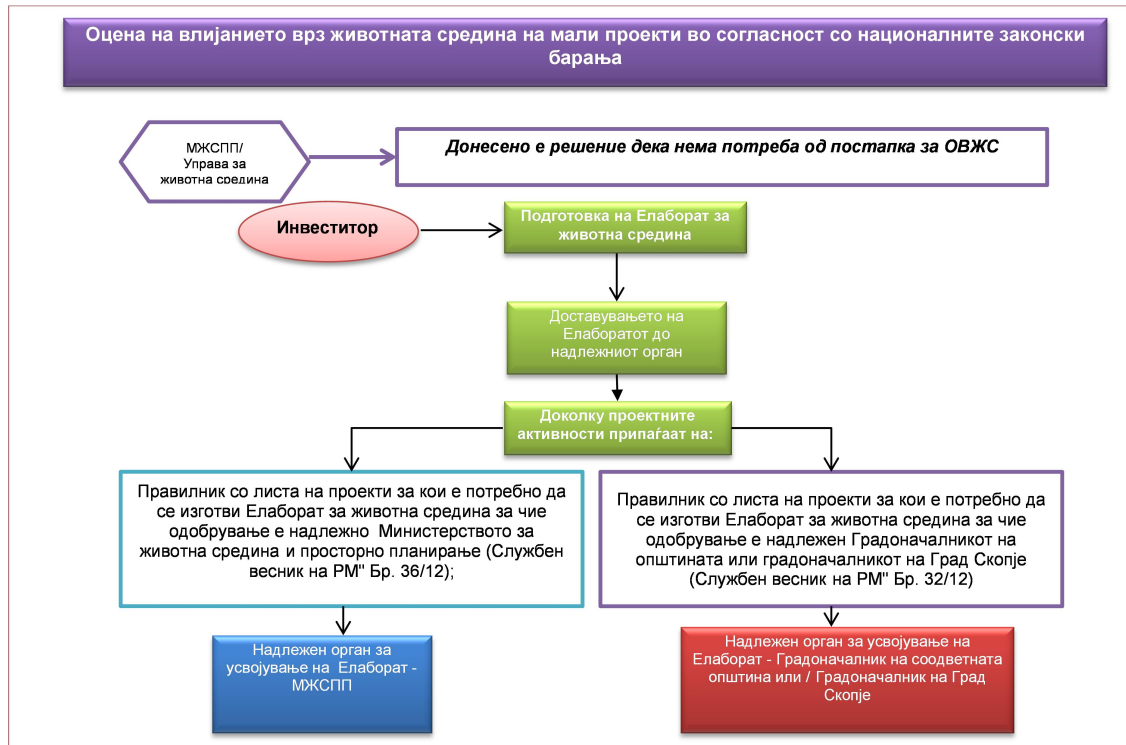 Оцена на влијанието врз животната средина на мали проекти во согласност со националните законски
барања
МЖСПП/
Управа за
животна средина
Донесено е решение дека нема потреба од постапка за ОВЖС
Инвеститор
Подготовка на Елаборат за
животна средина
Доставувањето на
Елаборатот до
надлежниот орган
Доколку проектните
активности припаѓаат на:
Правилник со листа на проекти за кои е потребно да
се изготви Елаборат за животна средина за чие
одобрување е надлежно Министерството за
животна средина и просторно планирање (Службен
весник на РМ" Бр. 36/12);
Правилник со листа на проекти за кои е потребно да
се изготви Елаборат за животна средина за чие
одобрување е надлежен Градоначалникот на
општината или градоначалникот на Град Скопје
(Службен весник на РМ" Бр. 32/12)
Надлежен орган за
усвојување на Елаборат -
МЖСПП
Надлежен орган за усвојување на
Елаборат - Градоначалник на соодветната
општина или / Градоначалник на Град
Скопје